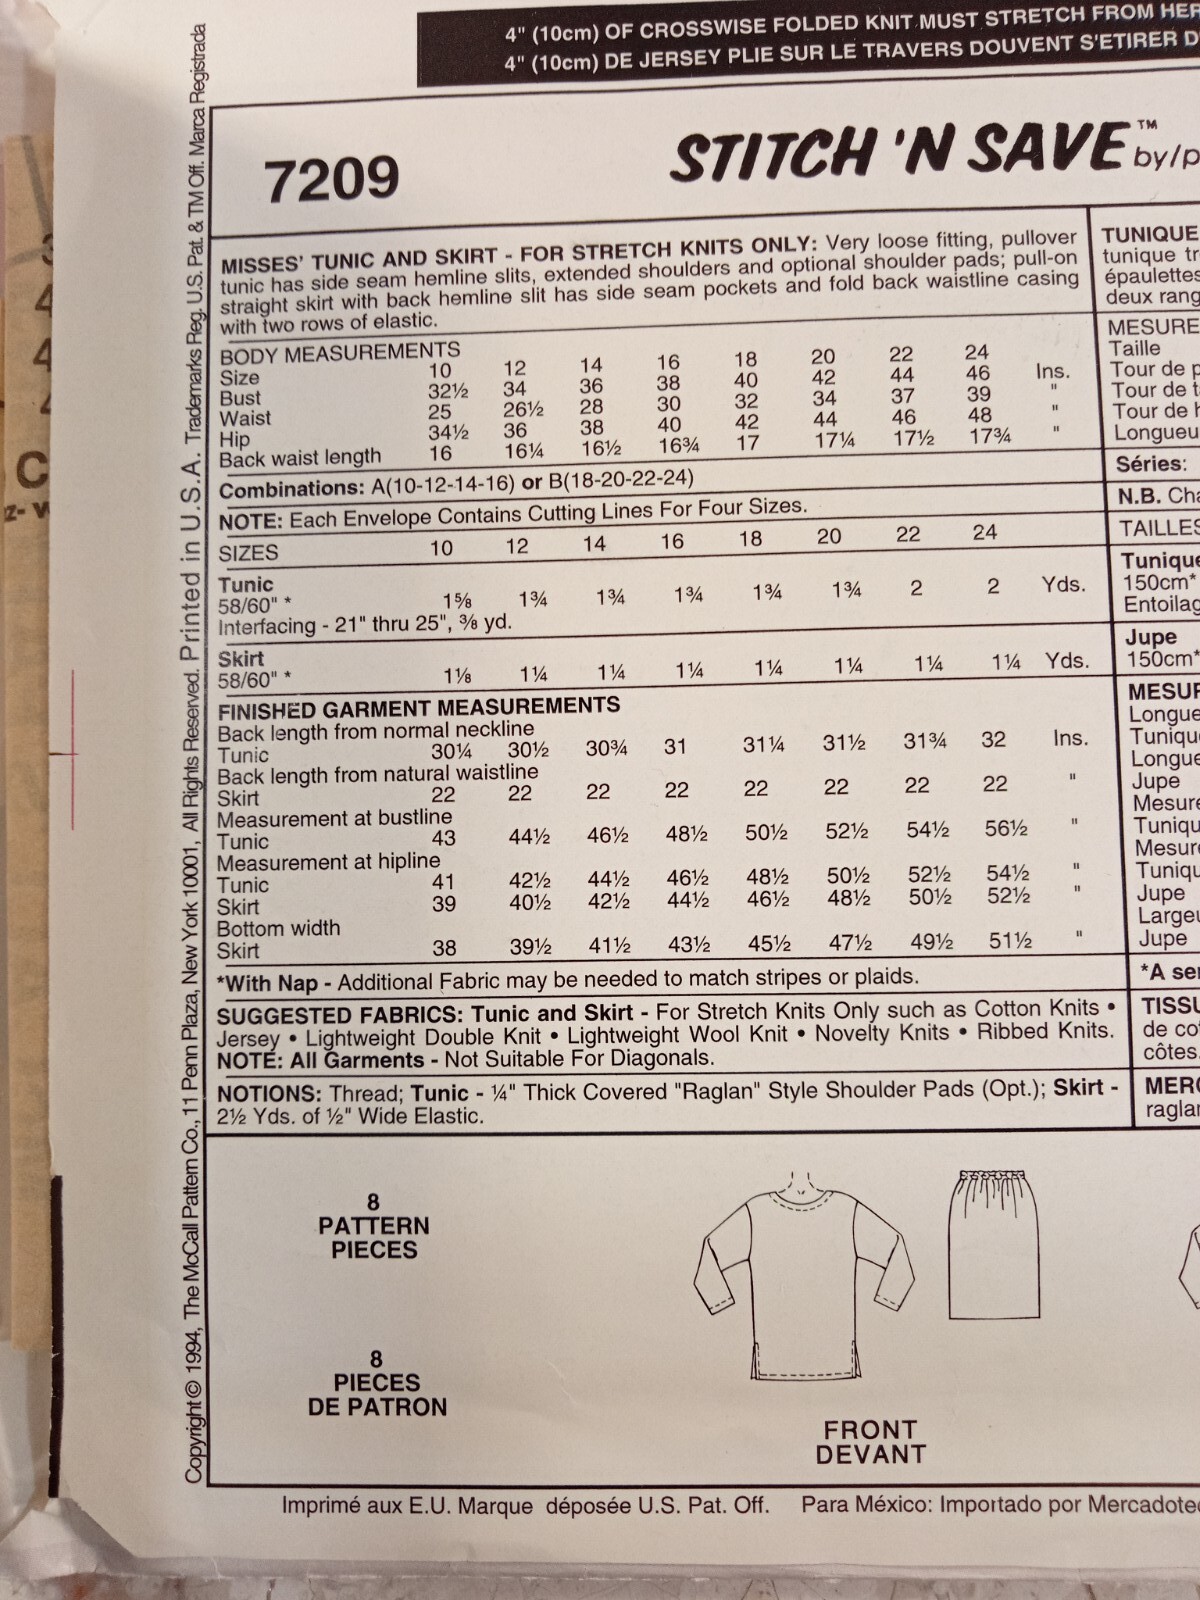 4" (10cm) OF CROSSWISE FOLDED KNIT MUST STRETCH FROM
4" (10cm) DE JERSEY PLIE SUR LE TRAVERS DOUVENT S'ETIRER
7209
STITCH 'N SAVE™ by/p
MISSES' TUNIC AND SKIRT - FOR STRETCH KNITS ONLY: Very loose fitting, pullover
tunic has side seam hemline slits, extended shoulders and optional shoulder pads; pull-on
straight skirt with back hemline slit has side seam pockets and fold back waistline casing
with two rows of elastic.
BODY MEASUREMENTS
Size 10 12 14 16 18 20 22 24
Bust 32½ 34 36 38 40 42 44 46 Ins.
Waist 25 26½ 28 30 32 34 37 39 "
Hip 34½ 36 38 40 42 44 46 48 "
Back waist length 16 16¼ 16½ 16¾ 17 17¼ 17½ 17¾ "
Combinations: A(10-12-14-16) or B(18-20-22-24)
NOTE: Each Envelope Contains Cutting Lines For Four Sizes.
SIZES 10 12 14 16 18 20 22 24
Tunic
58/60" * 1⅝ 1¾ 1¾ 1¾ 1¾ 1¾ 2 2 Yds.
Interfacing - 21" thru 25", ⅜ yd.
Skirt
58/60" * 1⅛ 1¼ 1¼ 1¼ 1¼ 1¼ 1¼ 1¼ Yds.
FINISHED GARMENT MEASUREMENTS
Back length from normal neckline
Tunic 30¼ 30½ 30¾ 31 31¼ 31½ 31¾ 32 Ins.
Back length from natural waistline
Skirt 22 22 22 22 22 22 22 22 "
Measurement at bustline
Tunic 43 44½ 46½ 48½ 50½ 52½ 54½ 56½ "
Measurement at hipline
Tunic 41 42½ 44½ 46½ 48½ 50½ 52½ 54½ "
Skirt 39 40½ 42½ 44½ 46½ 48½ 50½ 52½ "
Bottom width
Skirt 38 39½ 41½ 43½ 45½ 47½ 49½ 51½ "
*With Nap - Additional Fabric may be needed to match stripes or plaids.
SUGGESTED FABRICS: Tunic and Skirt - For Stretch Knits Only such as Cotton Knits •
Jersey • Lightweight Double Knit • Lightweight Wool Knit • Novelty Knits • Ribbed Knits.
NOTE: All Garments - Not Suitable For Diagonals.
NOTIONS: Thread; Tunic - ¼" Thick Covered "Raglan" Style Shoulder Pads (Opt.); Skirt -
2½ Yds. of ½" Wide Elastic.
TUNIQUE
tunique
épaulettes
deux
Taille
Tour de
Tour de
Tour de
Séries:
N.B.
TAILLES
Tunique
150cm*
Jupe
150cm*
Jupe
Jupe
Jupe
*A
de
côtes.
8
PATTERN
PIECES
8
PIECES
DE PATRON
FRONT
DEVANT
Imprimé aux E.U. Marque déposée U.S. Pat. Off. Para México: Importado por
Copyright © 1994, The McCall Pattern Co., 11 Penn Plaza, New York 10001, All Rights Reserved. Printed in U.S.A. Trademarks Reg. U.S. Pat. & TM Off. Marca Registrada